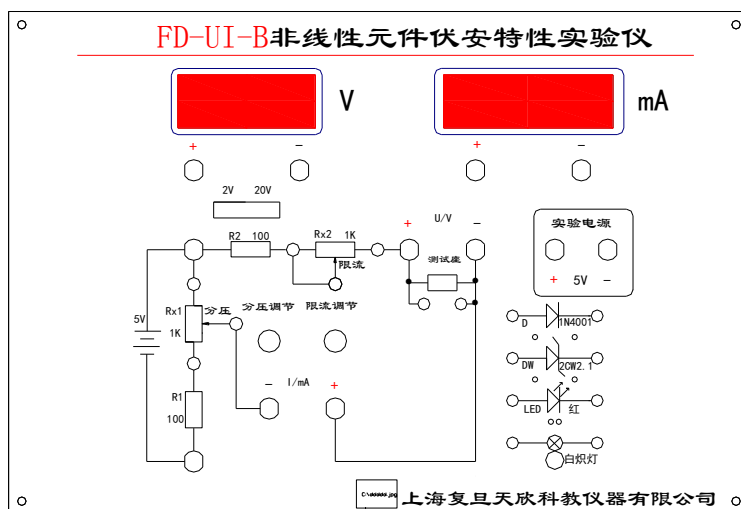 FD-UI-B非线性元件伏安特性实验仪
V
mA
+ −
+ −
2V 20V
R2 100
Rx2 1K
+ U/V −
实验电源
限流
测试座
+ 5V −
Rx1
1K
分压
分压调节
限流调节
5V
D 1N4001
DW 2CW2.1
− I/mA +
R1
100
LED 红
白炽灯
上海复旦天欣科教仪器有限公司